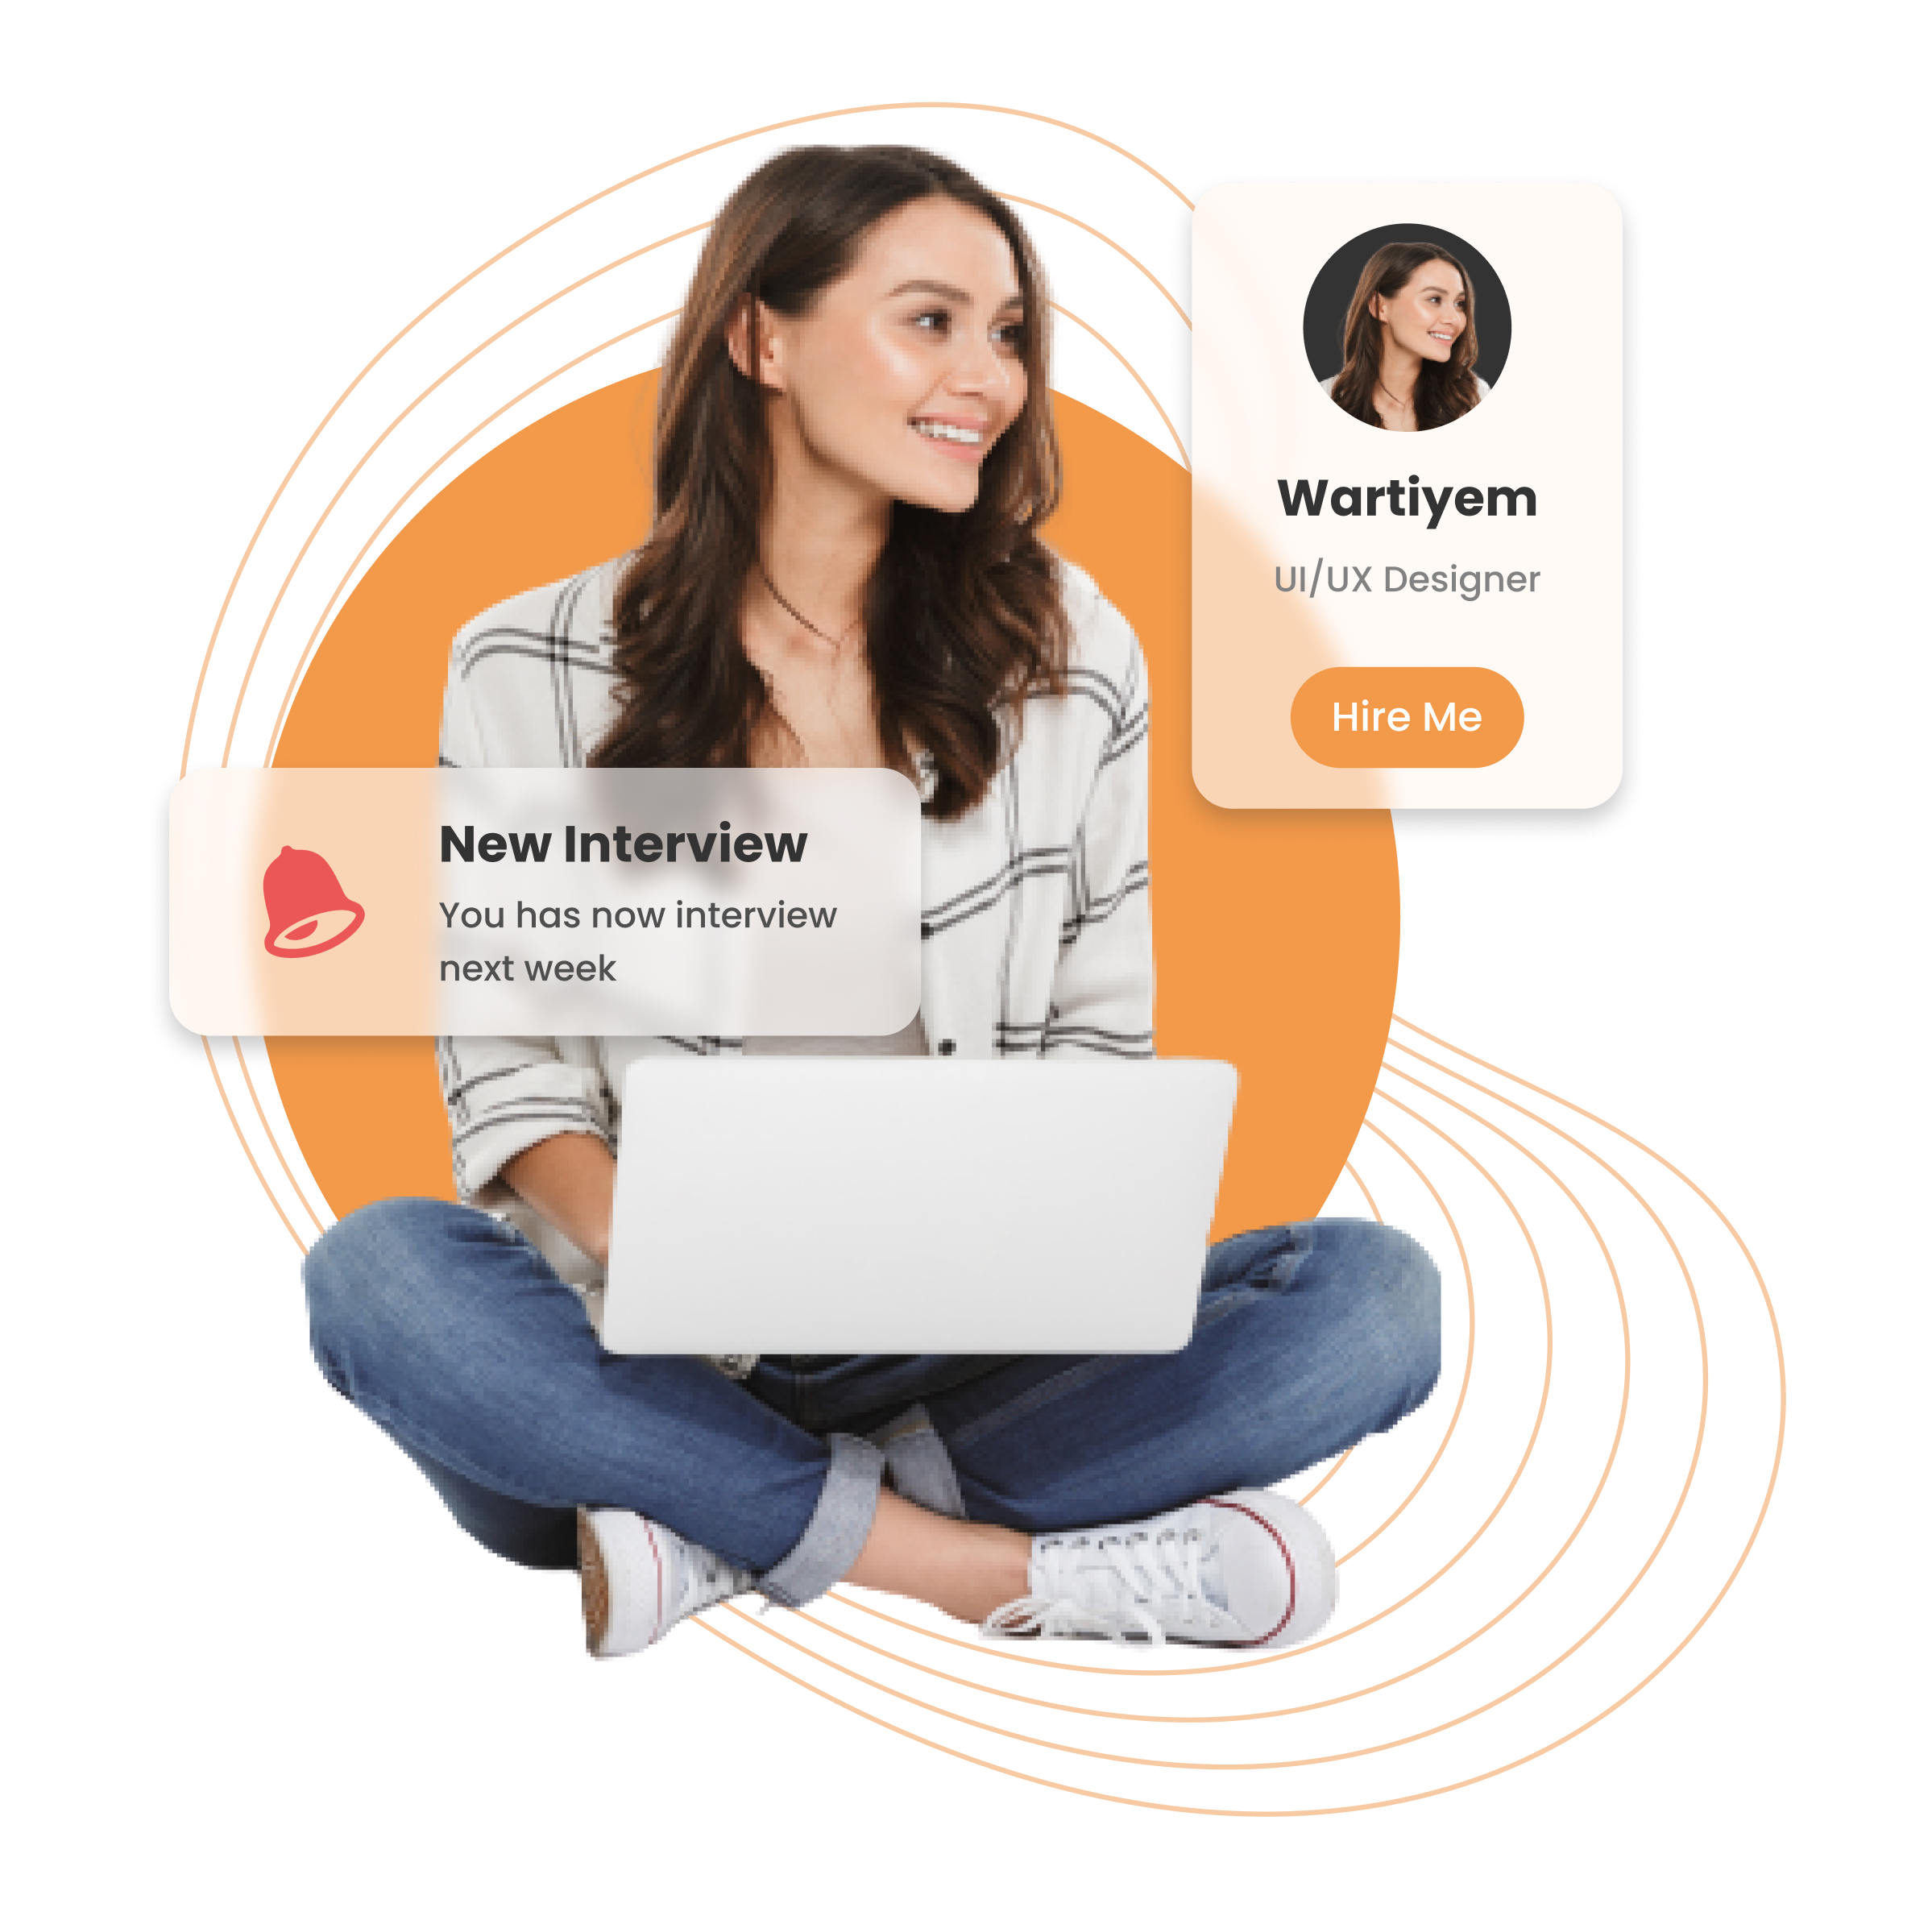 Wartiyem
UI/UX Designer
Hire Me
New Interview
You has now interview
next week